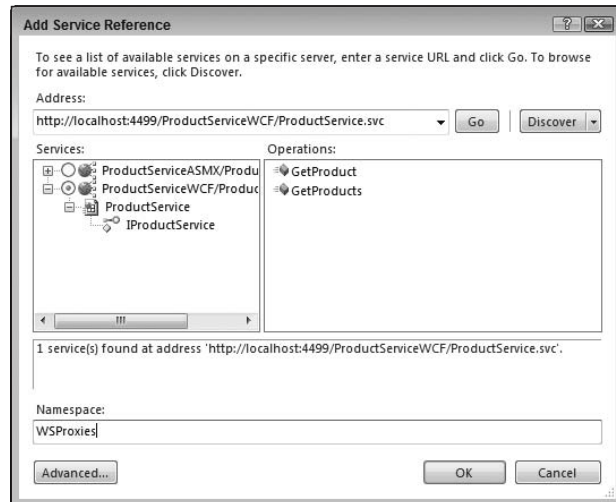 Add Service Reference
To see a list of available services on a specific server, enter a service URL and click Go. To browse
for available services, click Discover.
Address:
http://localhost:4499/ProductServiceWCF/ProductService.svc
Go
Discover
Services:
Operations:
ProductServiceASMX/Produ
ProductServiceWCF/Produc
ProductService
IProductService
GetProduct
GetProducts
1 service(s) found at address 'http://localhost:4499/ProductServiceWCF/ProductService.svc'.
Namespace:
WSProxies
Advanced...
OK
Cancel